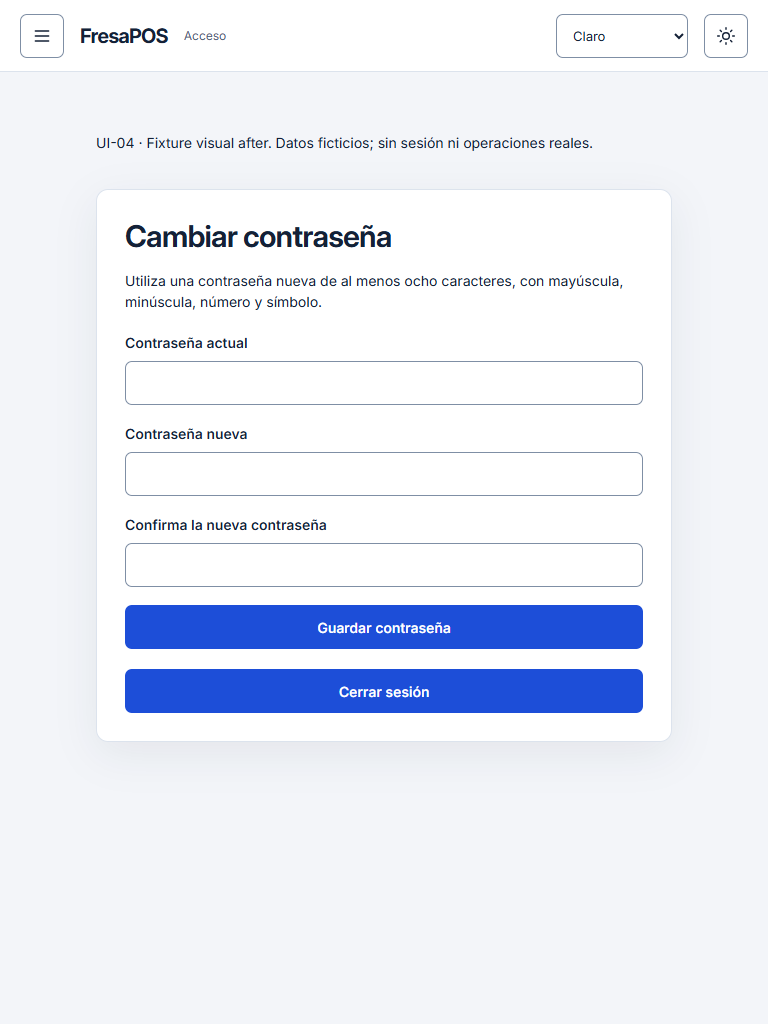 FresaPOS
Acceso
Claro
UI-04 · Fixture visual after. Datos ficticios; sin sesión ni operaciones reales.
Cambiar contraseña
Utiliza una contraseña nueva de al menos ocho caracteres, con mayúscula,
minúscula, número y símbolo.
Contraseña actual
Contraseña nueva
Confirma la nueva contraseña
Guardar contraseña
Cerrar sesión